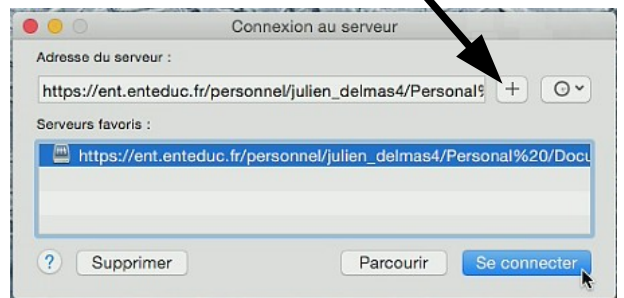 Connexion au serveur
Adresse du serveur :
https://ent.enteduc.fr/personnel/julien_delmas4/Personal%
+
Serveurs favoris :
https://ent.enteduc.fr/personnel/julien_delmas4/Personal%20/Docu
? Supprimer Parcourir Se connecter